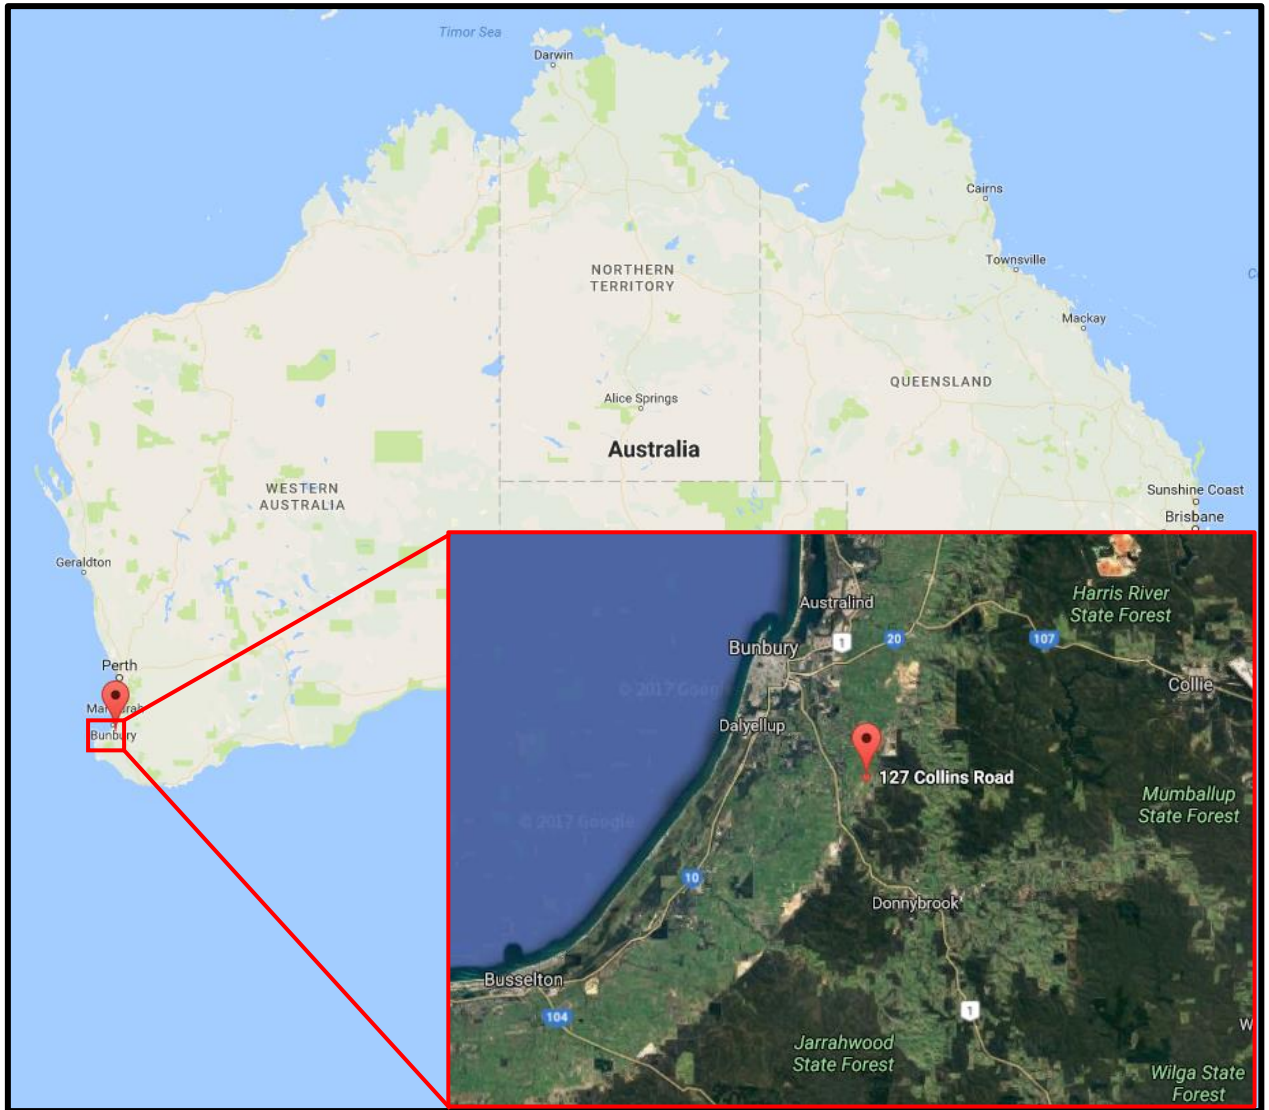 Timor Sea
Darwin
Cairns
NORTHERN
TERRITORY
Townsville
Mackay
QUEENSLAND
Alice Springs
Australia
WESTERN
AUSTRALIA
Sunshine Coast
Brisbane
Geraldton
Perth
Bunbury
Harris River
State Forest
Australind
Bunbury
1
20
107
Collie
© 2017
Dalyellup
127 Collins Road
Mumballup
State Forest
© 2017 Google
10
Donnybrook
Busselton
104
1
Jarrahwood
State Forest
W
Wilga State
Forest